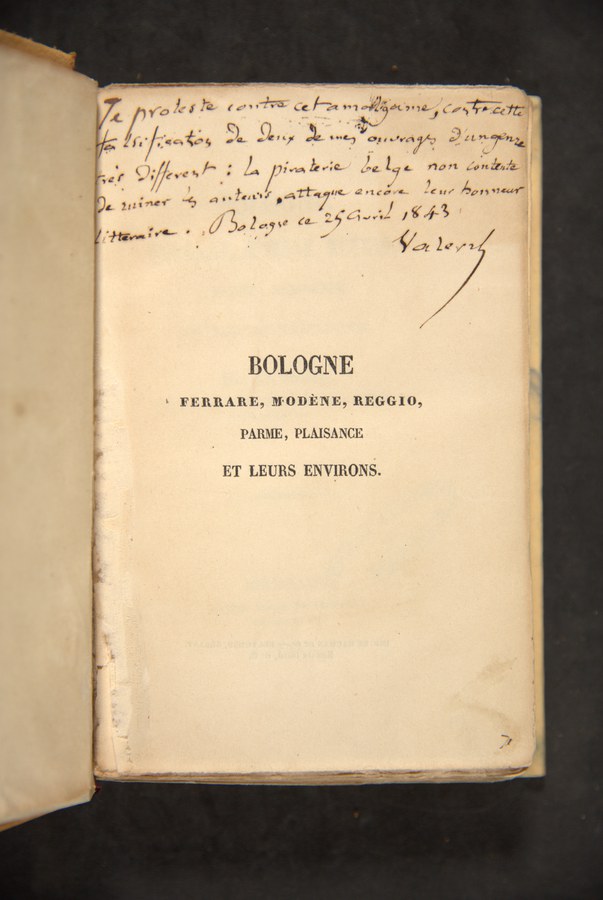 Je proteste contre cet amalgame, contre cette
falsification de deux de mes ouvrages d'un genre
très different : la piraterie belge non contente
de ruiner les auteurs, attaque encore leur honneur
litteraire. Bologne ce 25 avril 1843
Valery
BOLOGNE
FERRARE, MODÈNE, REGGIO,
PARME, PLAISANCE
ET LEURS ENVIRONS.